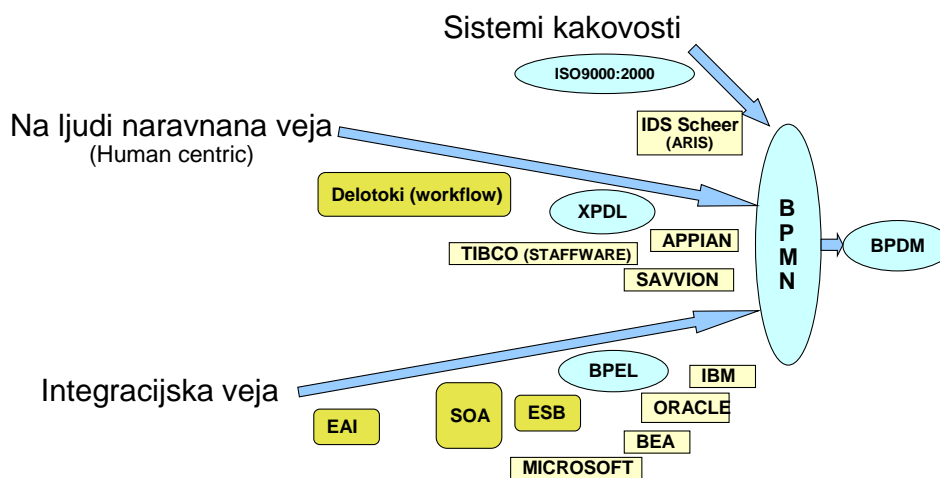 Sistemi kakovosti
ISO9000:2000
Na ljudi naravnana veja
(Human centric)
IDS Scheer
(ARIS)
Delotoki (workflow)
XPDL
APPIAN
TIBCO (STAFFWARE)
SAVVION
B
P
M
N
BPDM
Integracijska veja
BPEL
IBM
EAI
SOA
ESB
ORACLE
BEA
MICROSOFT